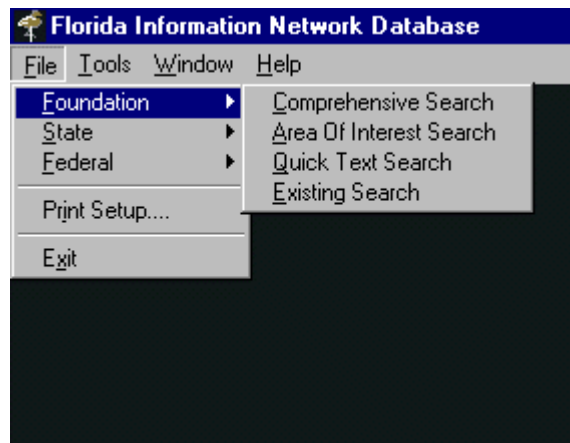 Florida Information Network Database
File Tools Window Help
Foundation
State
Federal
Print Setup....
Exit
Comprehensive Search
Area Of Interest Search
Quick Text Search
Existing Search